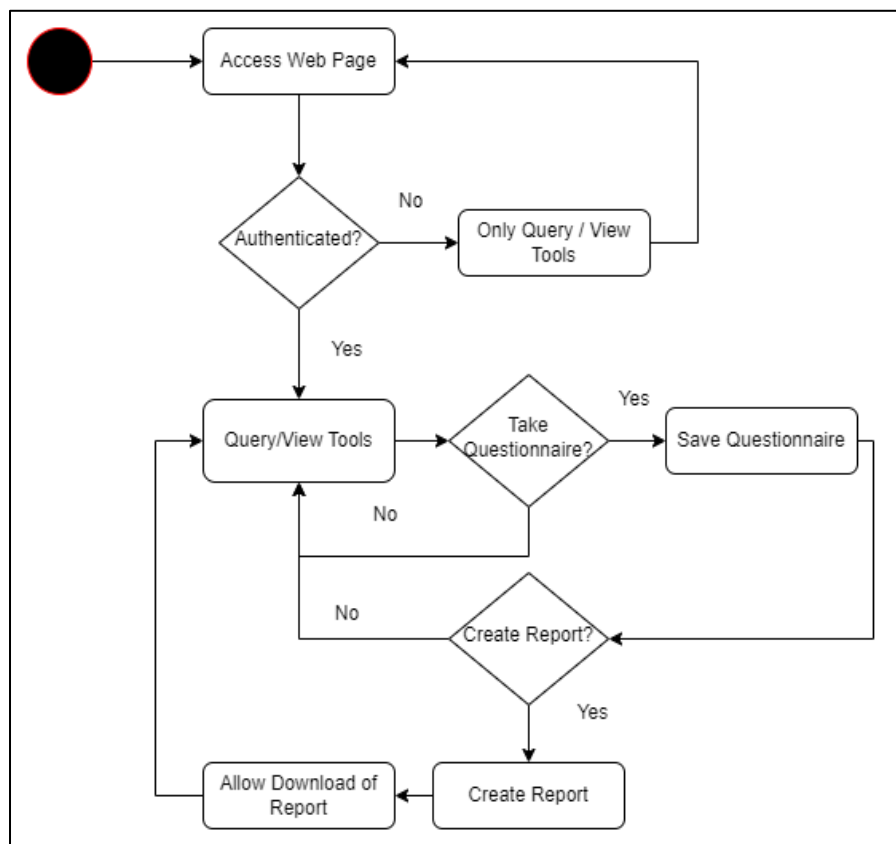 Access Web Page
No
Authenticated?
Only Query / View
Tools
Yes
Query/View Tools
Take
Questionnaire?
Yes
Save Questionnaire
No
No
Create Report?
Yes
Allow Download of
Report
Create Report